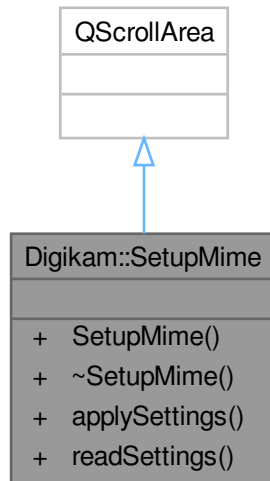 QScrollArea
Digikam::SetupMime
+ SetupMime()
+ ~SetupMime()
+ applySettings()
+ readSettings()